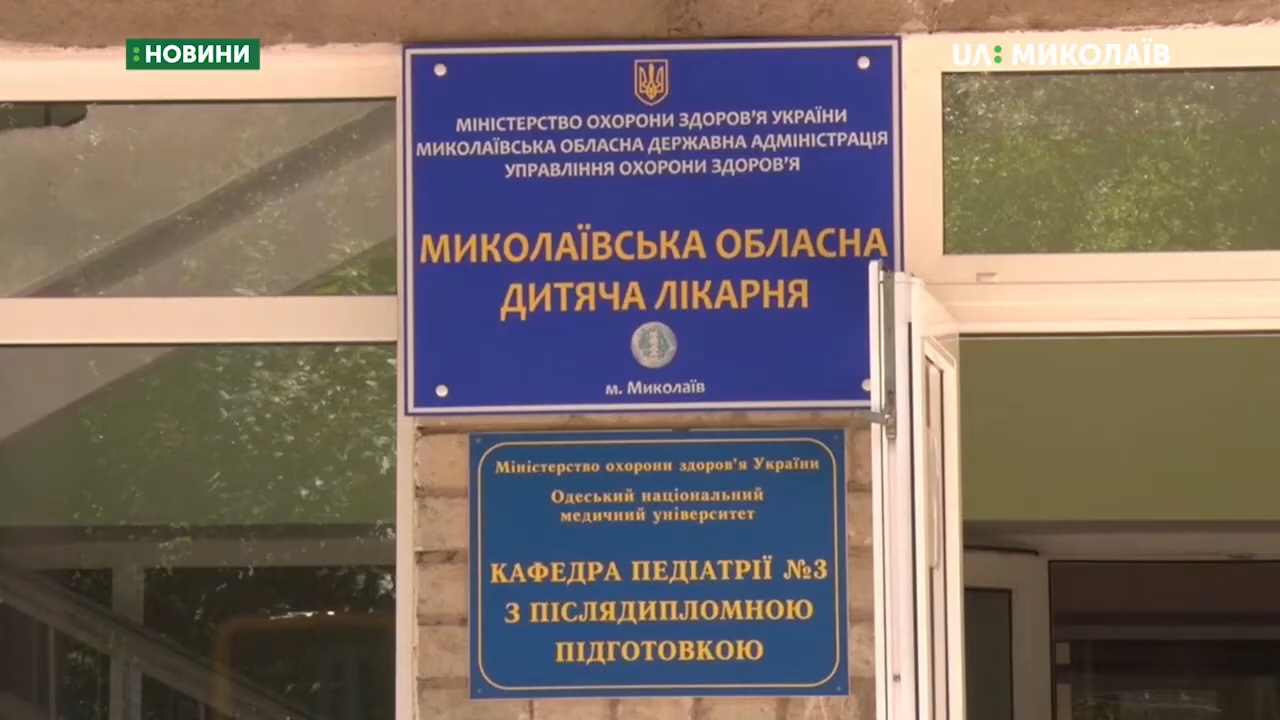 : НОВИНИ
UA: МИКОЛАЇВ
МІНІСТЕРСТВО ОХОРОНИ ЗДОРОВ'Я УКРАЇНИ
МИКОЛАЇВСЬКА ОБЛАСНА ДЕРЖАВНА АДМІНІСТРАЦІЯ
УПРАВЛІННЯ ОХОРОНИ ЗДОРОВ'Я
МИКОЛАЇВСЬКА ОБЛАСНА
ДИТЯЧА ЛІКАРНЯ
м. Миколаїв
Міністерство охорони здоров'я України
Одеський національний
медичний університет
КАФЕДРА ПЕДІАТРІЇ №3
З ПІСЛЯДИПЛОМНОЮ
ПІДГОТОВКОЮ